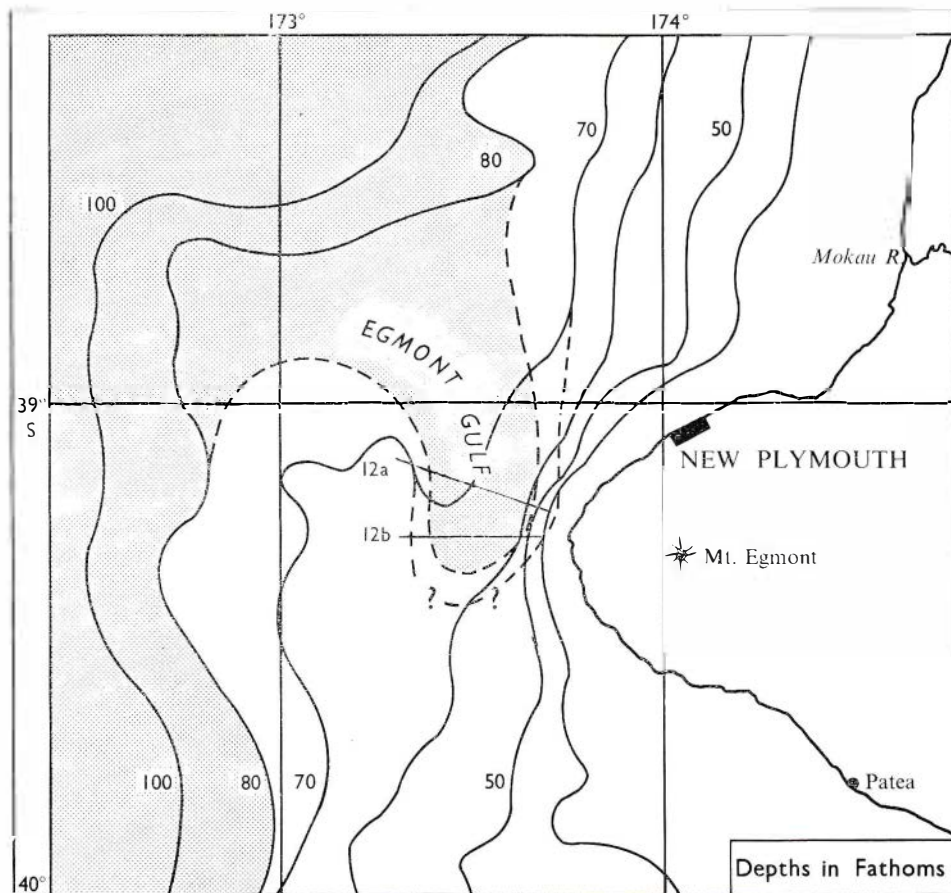 173° 174°
70 50
80
100
Mokau R
EGMONT
GULF
39°
S
NEW PLYMOUTH
12a
12b
Mt. Egmont
? ?
100 80 70 50
Patea
40°
Depths in Fathoms